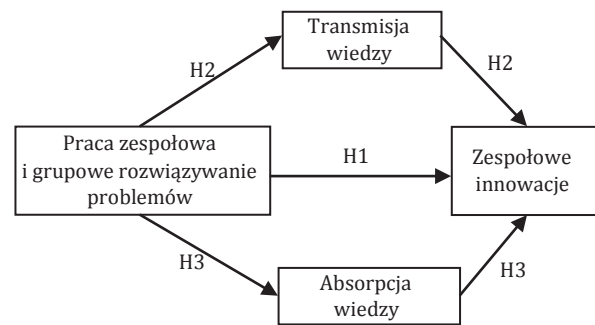 Transmisja
wiedzy
H2
H2
Praca zespołowa
i grupowe rozwiązywanie
problemów
H1
Zespołowe
innowacje
H3
H3
Absorpcja
wiedzy